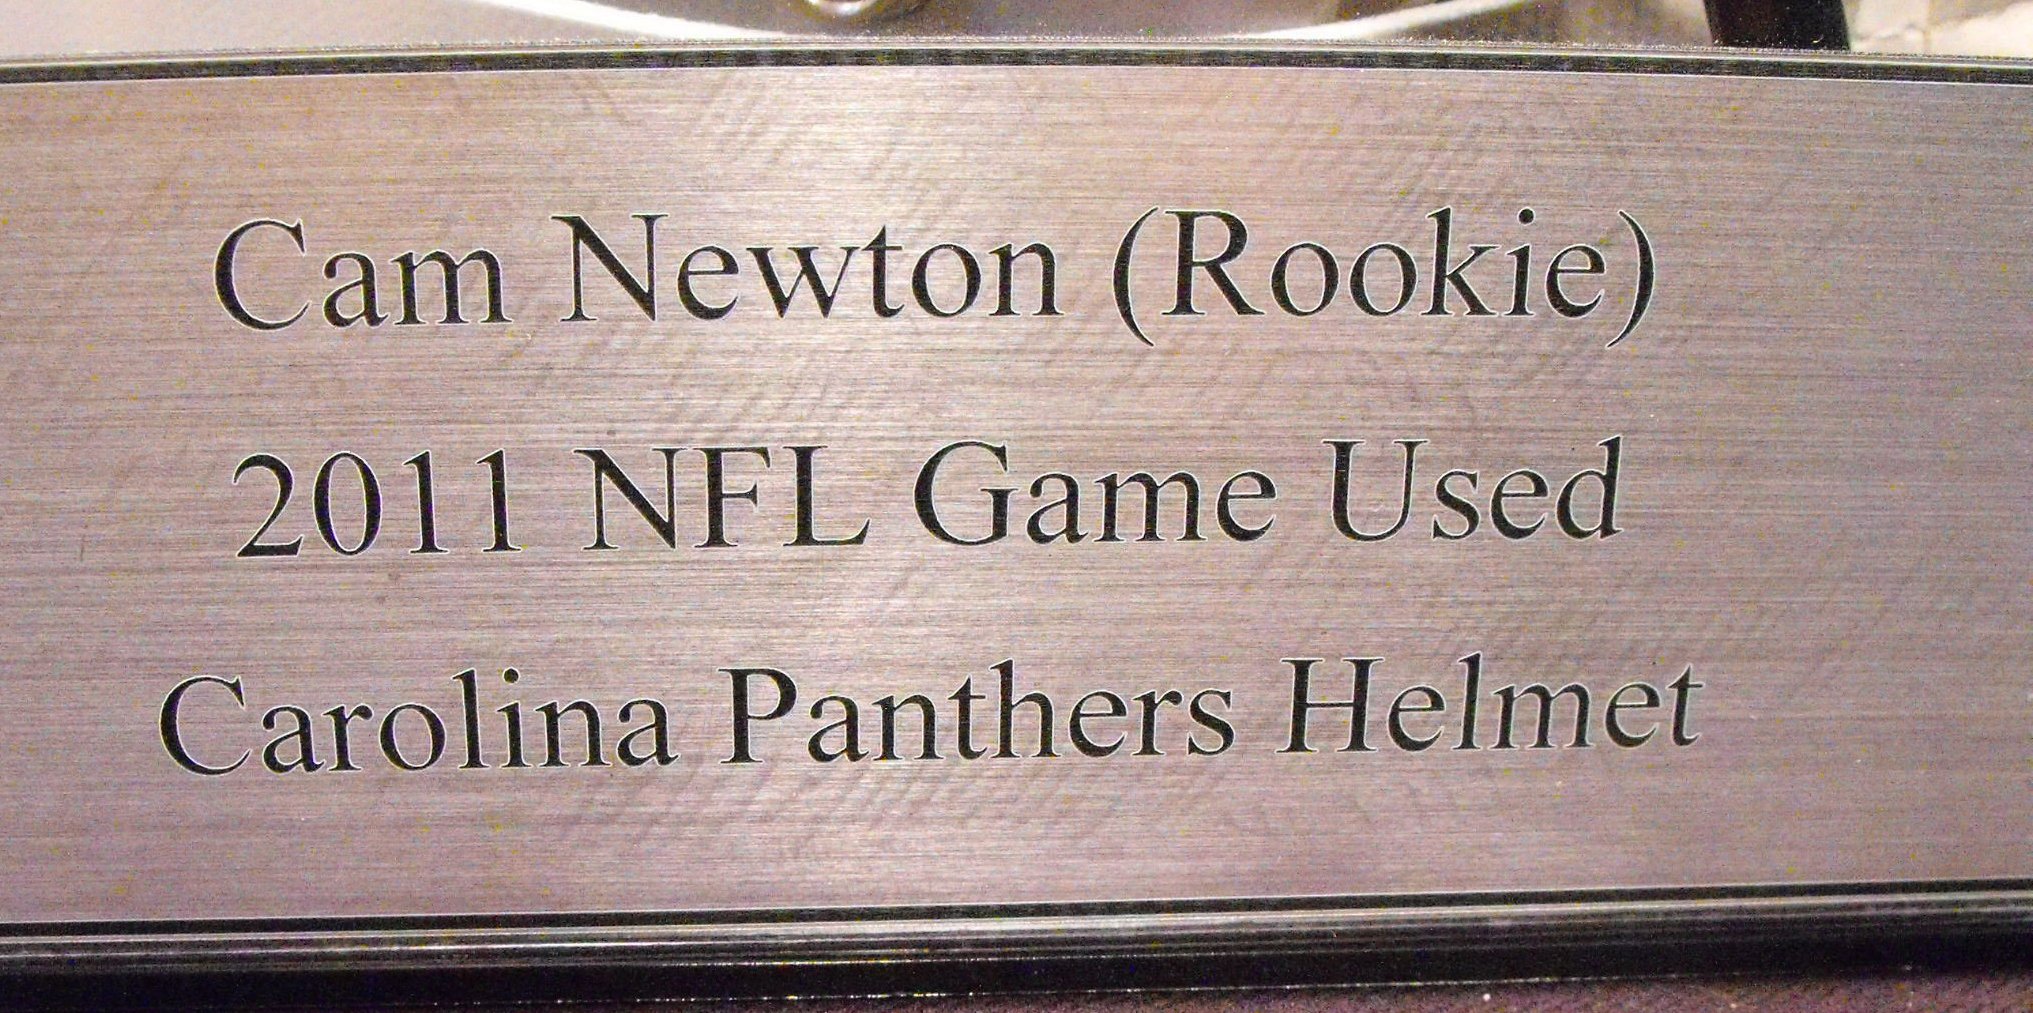 Cam Newton (Rookie)
2011 NFL Game Used
Carolina Panthers Helmet